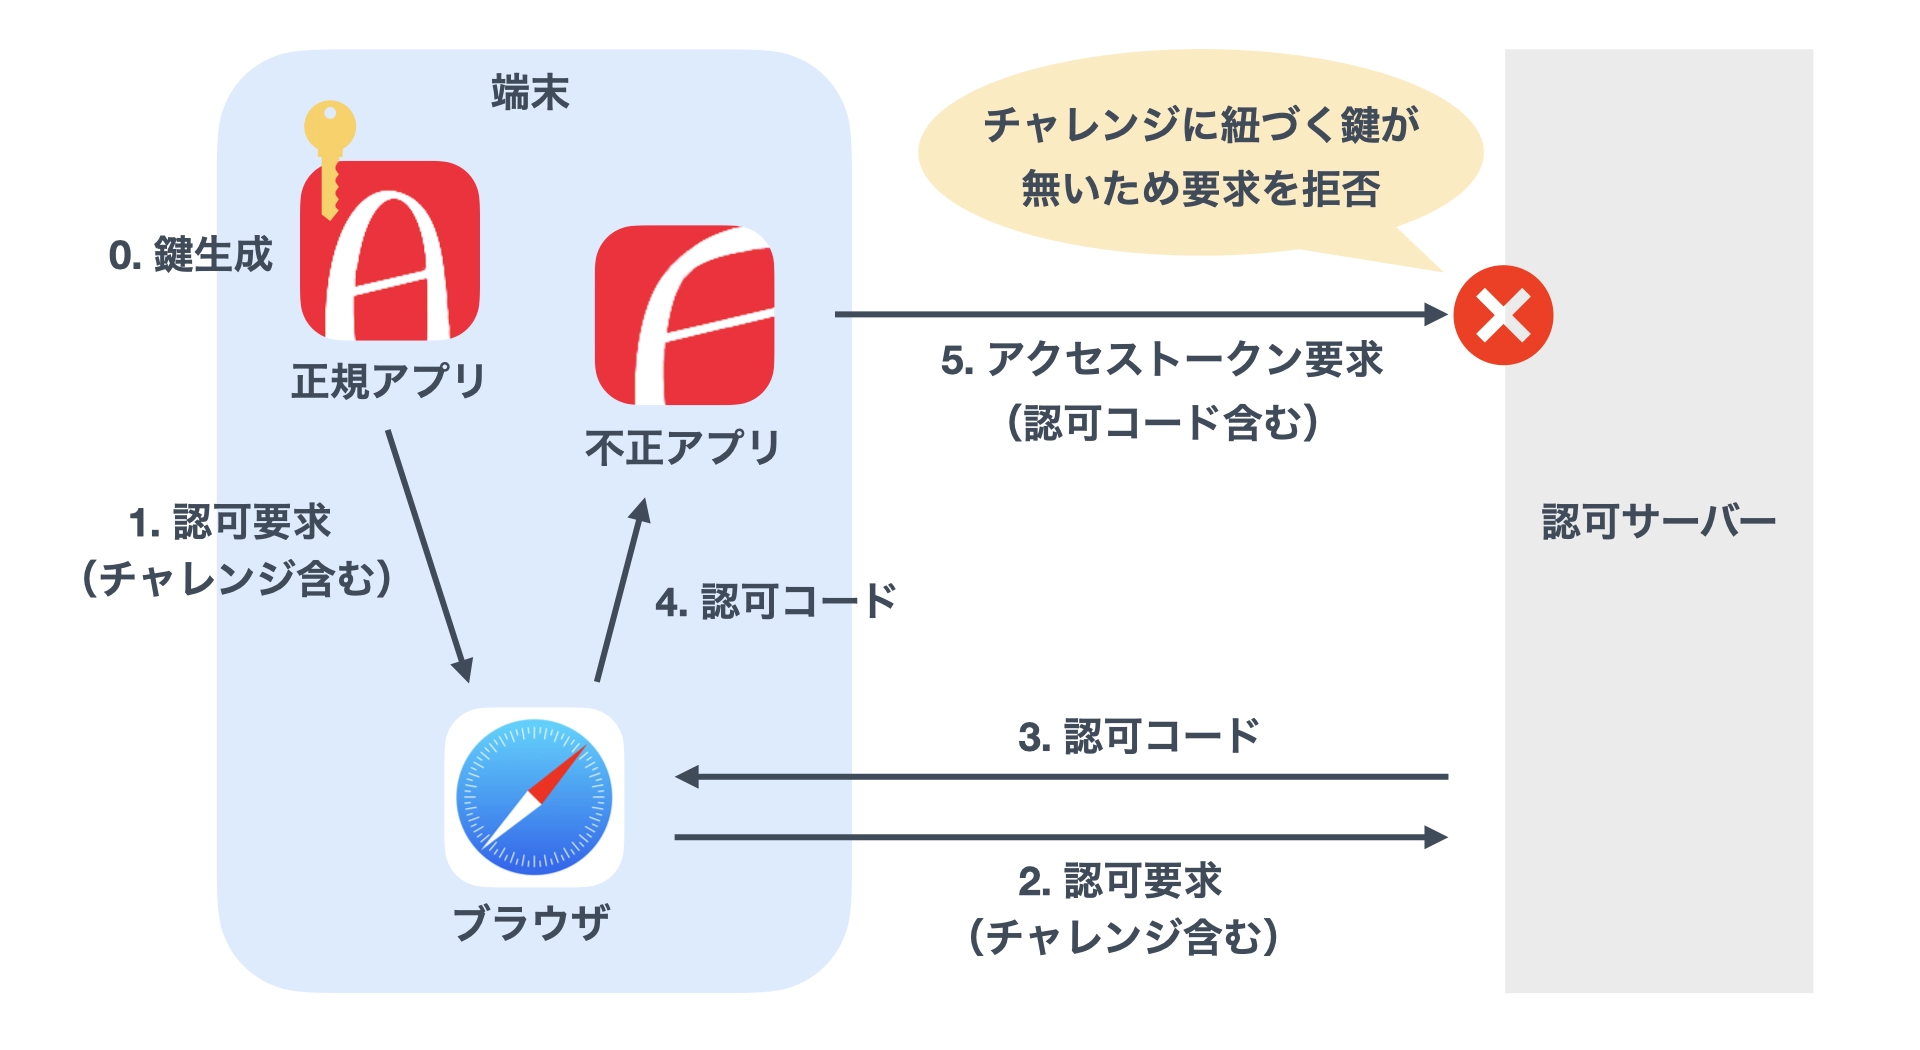 端末
チャレンジに紐づく鍵が
無いため要求を拒否
0. 鍵生成
正規アプリ
不正アプリ
5. アクセストークン要求
（認可コード含む）
1. 認可要求
（チャレンジ含む）
4. 認可コード
認可サーバー
3. 認可コード
2. 認可要求
（チャレンジ含む）
ブラウザ